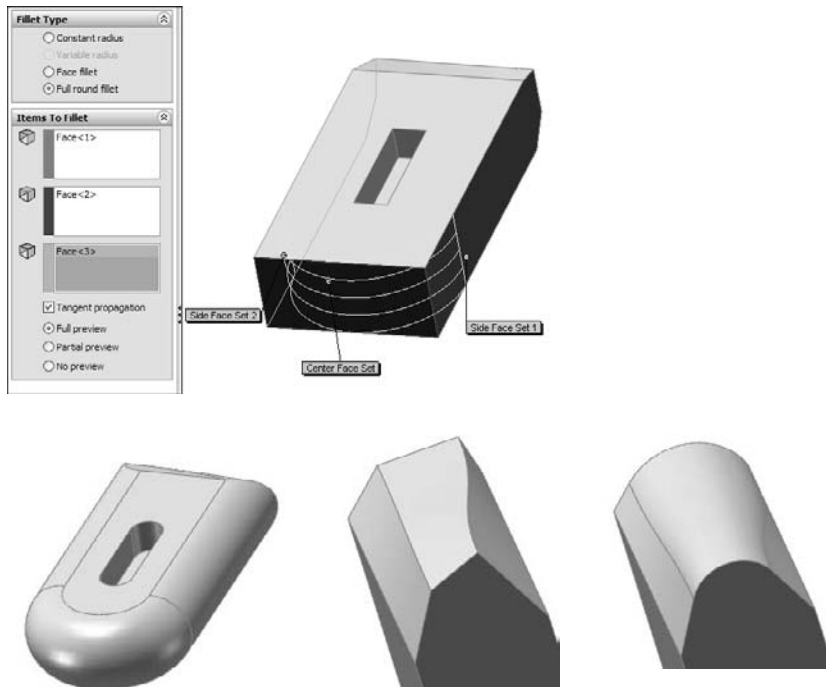 Fillet Type
Constant radius
Variable radius
Face fillet
Full round fillet
Items To Fillet
Face<1>
Face<2>
Face<3>
Tangent propagation
Full preview
Partial preview
No preview
Side Face Set 2
Side Face Set 1
Center Face Set